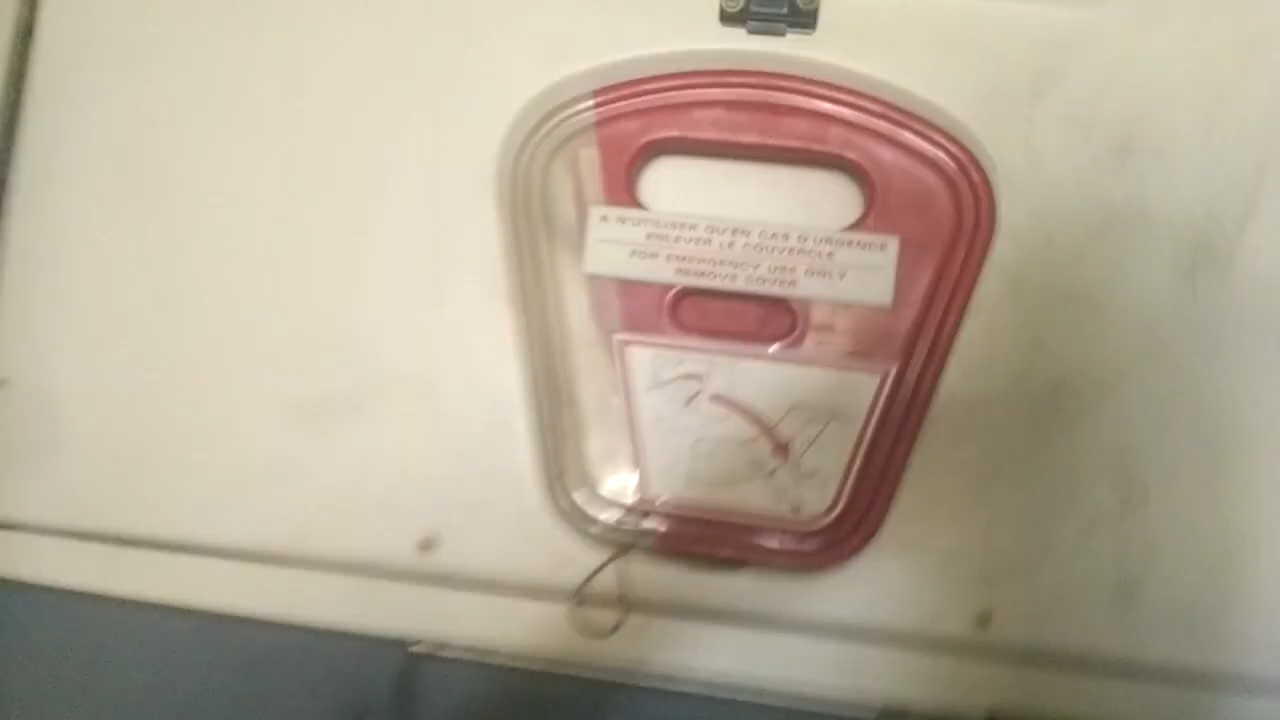 A N'UTILISER QU'EN CAS D'URGENCE
ENLEVER LE COUVERCLE
FOR EMERGENCY USE ONLY
REMOVE COVER